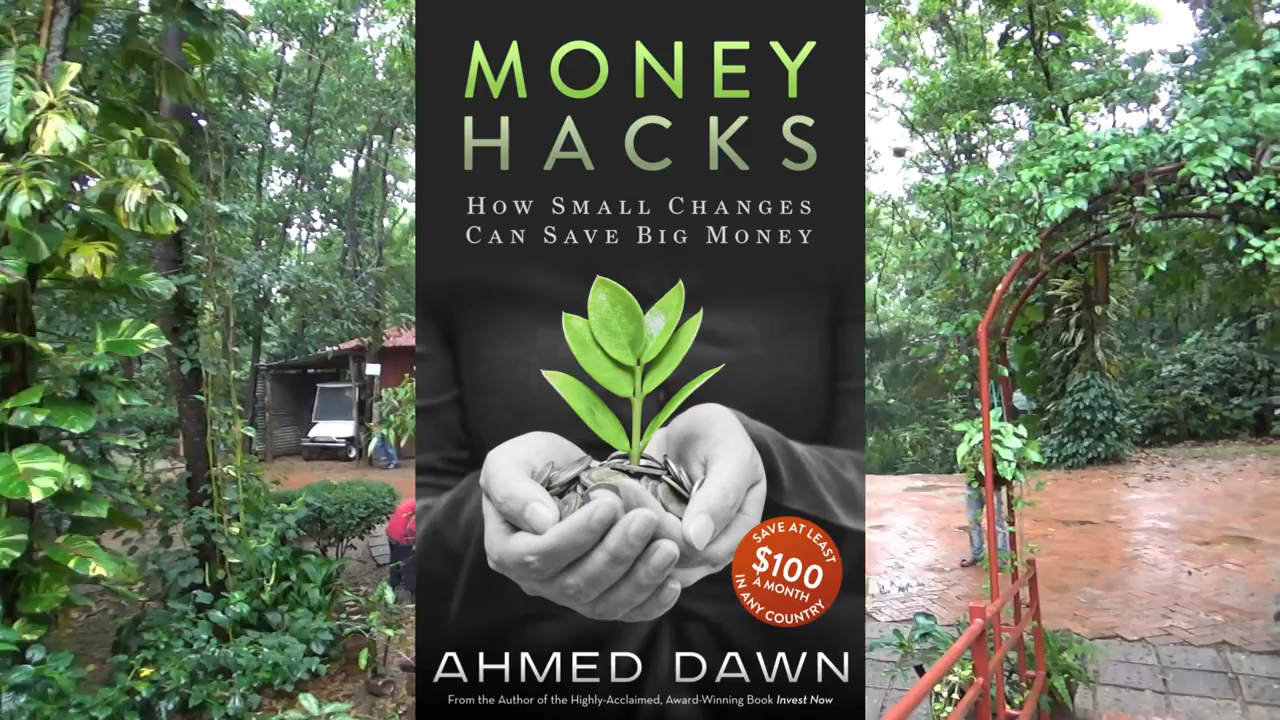 MONEY
HACKS
How Small Changes
Can Save Big Money
SAVE AT LEAST
$100
A MONTH
IN ANY COUNTRY
AHMED DAWN
From the Author of the Highly-Acclaimed, Award-Winning Book Invest Now